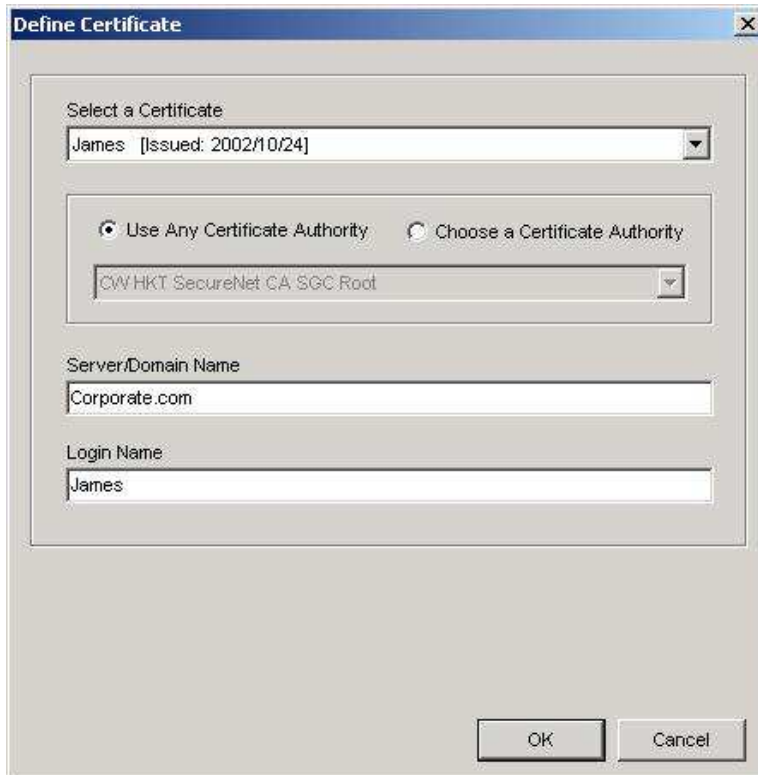 Define Certificate
Select a Certificate
James [Issued: 2002/10/24]
Use Any Certificate Authority Choose a Certificate Authority
CW HKT SecureNet CA SGC Root
Server/Domain Name
Corporate.com
Login Name
James
OK Cancel